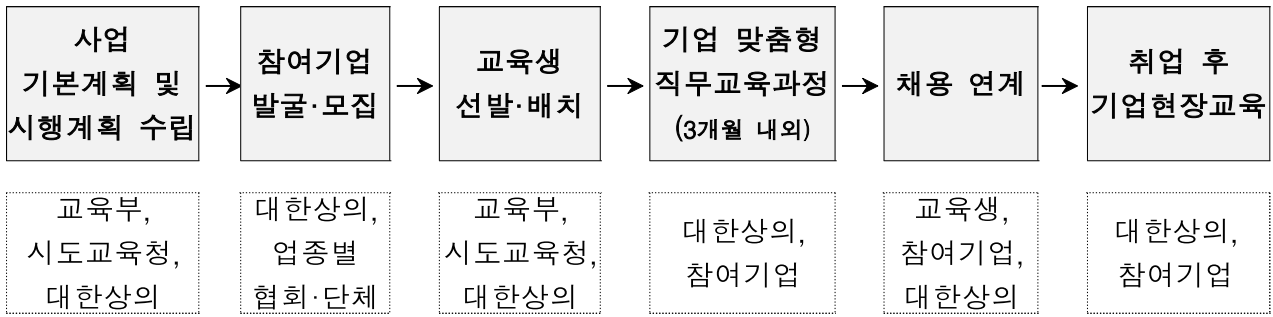 사업
기본계획 및
시행계획 수립
참여기업
발굴·모집
교육생
선발·배치
기업 맞춤형
직무교육과정
(3개월 내외)
채용 연계
취업 후
기업현장교육
교육부,
시도교육청,
대한상의
대한상의,
업종별
협회·단체
교육부,
시도교육청,
대한상의
대한상의,
참여기업
교육생,
참여기업,
대한상의
대한상의,
참여기업